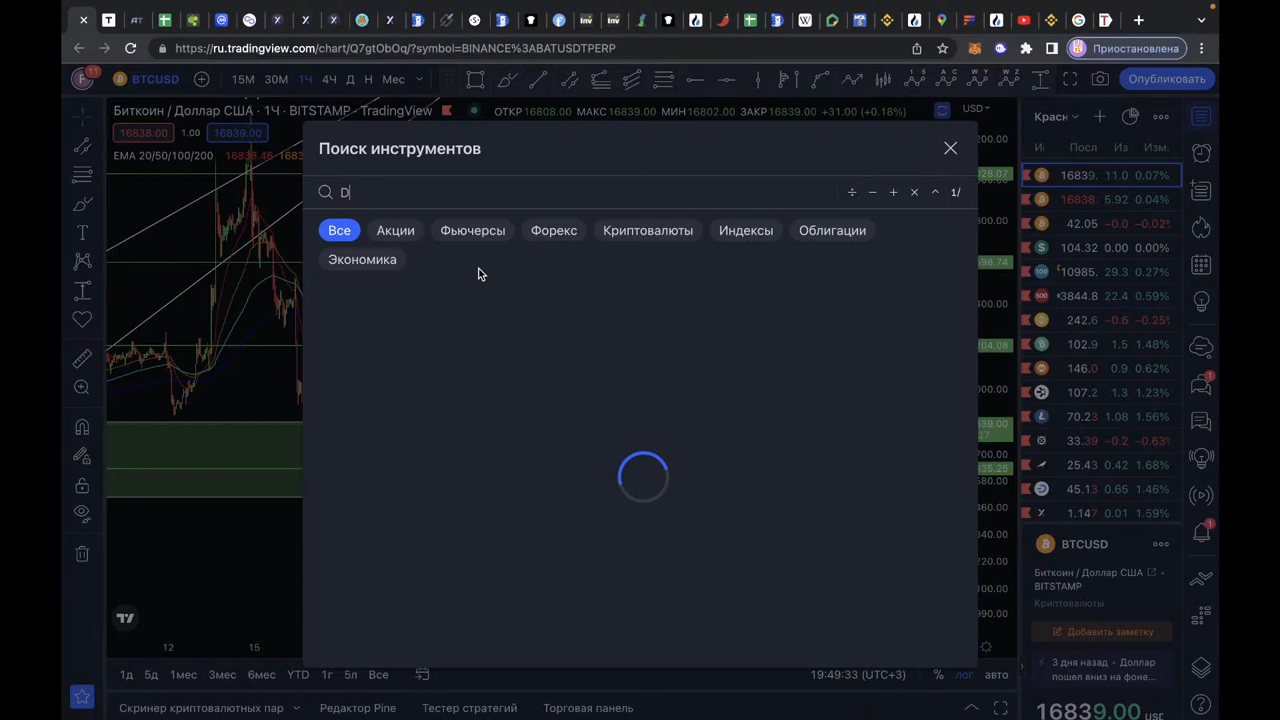 https://ru.tradingview.com/chart/Q7gtObOq/?symbol=BINANCE%3ABATUSDTPERP
Приостановлена
11
BTCUSD
15М 30М 1Ч 4Ч Д Н Мес
Опубликовать
Биткоин / Доллар США · 1Ч · BITSTAMP · TradingView
ОТКР 16808.00 МАКС 16839.00 МИН 16802.00 ЗАКР 16839.00 +31.00 (+0.18%)
USD
16838.00 1.00 16839.00
EMA 20/50/100/200 16838.46
Поиск инструментов
D
÷ − + × 1/
Все Акции Фьючерсы Форекс Криптовалюты Индексы Облигации
Экономика
Красн
Посл Из Изм.
16839. 11.0 0.07%
16838. 5.92 0.04%
42.05 -0.0 -0.02%
104.32 0.00 0.00%
10985. 29.3 0.27%
3844.8 22.4 0.59%
242.6 -0.6 -0.25%
102.9 1.5 1.48%
146.0 0.9 0.62%
107.2 1.3 1.23%
70.23 1.08 1.56%
33.39 -0.2 -0.63%
25.43 0.42 1.68%
45.13 0.65 1.46%
1.147 0.01 1.59%
BTCUSD
Биткоин / Доллар США
BITSTAMP
Криптовалюты
Добавить заметку
3 дня назад · Доллар
пошел вниз на фоне...
16839.00 USD
12 15
1д 5д 1мес 3мес 6мес YTD 1г 5л Все
19:49:33 (UTC+3) % лог авто
Скринер криптовалютных пар Редактор Pine Тестер стратегий Торговая панель